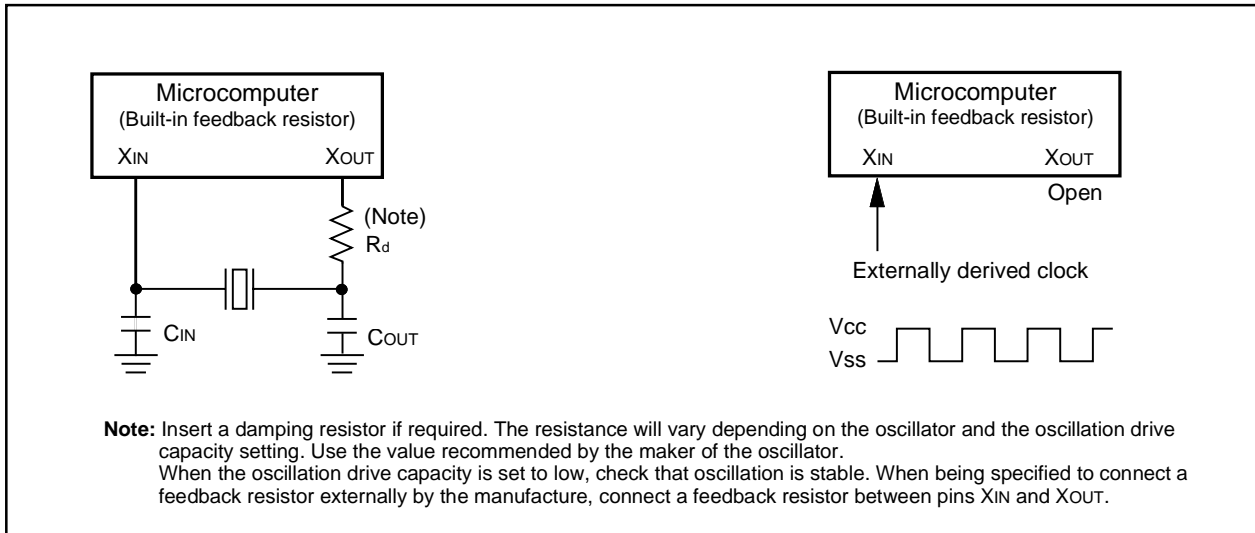 Microcomputer
(Built-in feedback resistor)
XIN XOUT
(Note)
Rd
CIN
COUT
Microcomputer
(Built-in feedback resistor)
XIN XOUT
Open
Externally derived clock
Vcc
Vss
Note: Insert a damping resistor if required. The resistance will vary depending on the oscillator and the oscillation drive
capacity setting. Use the value recommended by the maker of the oscillator.
When the oscillation drive capacity is set to low, check that oscillation is stable. When being specified to connect a
feedback resistor externally by the manufacture, connect a feedback resistor between pins XIN and XOUT.